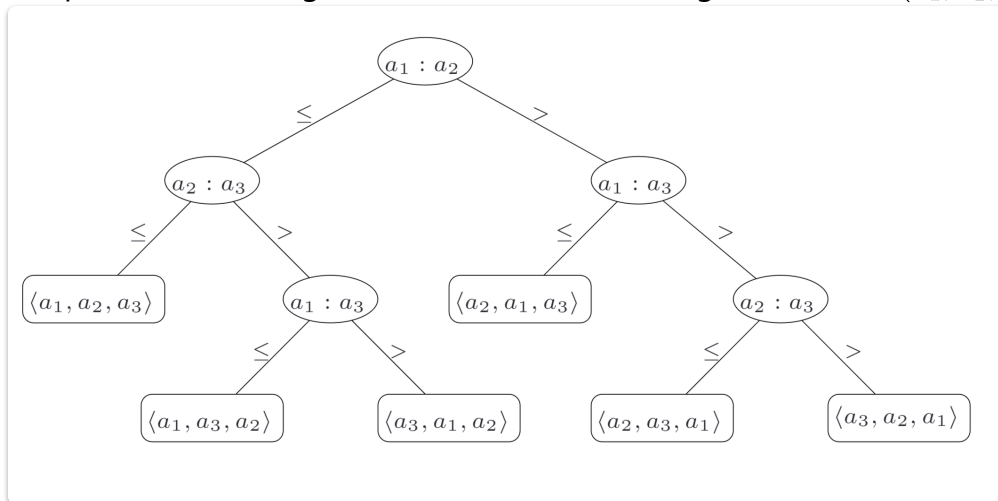 a₁ : a₂
≤ >
a₂ : a₃ a₁ : a₃
≤ > ≤ >
⟨a₁, a₂, a₃⟩ a₁ : a₃ ⟨a₂, a₁, a₃⟩ a₂ : a₃
≤ > ≤ >
⟨a₁, a₃, a₂⟩ ⟨a₃, a₁, a₂⟩ ⟨a₂, a₃, a₁⟩ ⟨a₃, a₂, a₁⟩